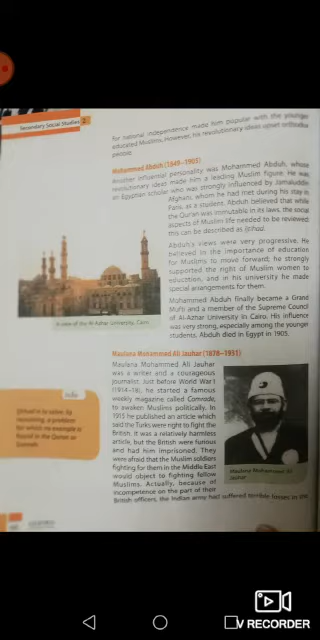 Secondary Social Studies 2
for national independence made him popular with the younger
educated Muslims. However, his revolutionary ideas upset orthodox
people.
Mohammed Abduh (1849–1905)
Another influential personality was Mohammed Abduh, whose
revolutionary ideas made him a leading Muslim figure. He was
an Egyptian scholar who was strongly influenced by Jamaluddin
Afghani, whom he had met during his stay in
Paris, as a student. Abduh believed that while
the Qur'an was immutable in its laws, the social
aspects of Muslim life needed to be reviewed;
this can be described as ijtihad.
Abduh's views were very progressive. He
believed in the importance of education
for Muslims to move forward; he strongly
supported the right of Muslim women to
education, and in his university he made
special arrangements for them.
Mohammed Abduh finally became a Grand
Mufti and a member of the Supreme Council
of Al-Azhar University in Cairo. His influence
was very strong, especially among the younger
students. Abduh died in Egypt in 1905.
A view of the Al-Azhar University, Cairo
Maulana Mohammed Ali Jauhar (1878–1931)
Maulana Mohammed Ali Jauhar
was a writer and a courageous
journalist. Just before World War I
(1914–18), he started a famous
weekly magazine called Comrade,
to awaken Muslims politically. In
1915 he published an article which
said the Turks were right to fight the
British. It was a relatively harmless
article, but the British were furious
and had him imprisoned. They
were afraid that the Muslim soldiers
fighting for them in the Middle East
would object to fighting fellow
Muslims. Actually, because of
incompetence on the part of their
British officers, the Indian army had suffered terrible losses in the
Info
Ijtihad is to solve, by
reasoning, a problem
for which no example is
found in the Quran or
Sunnah.
Maulana Mohammed Ali
Jauhar
OXFORD
V RECORDER